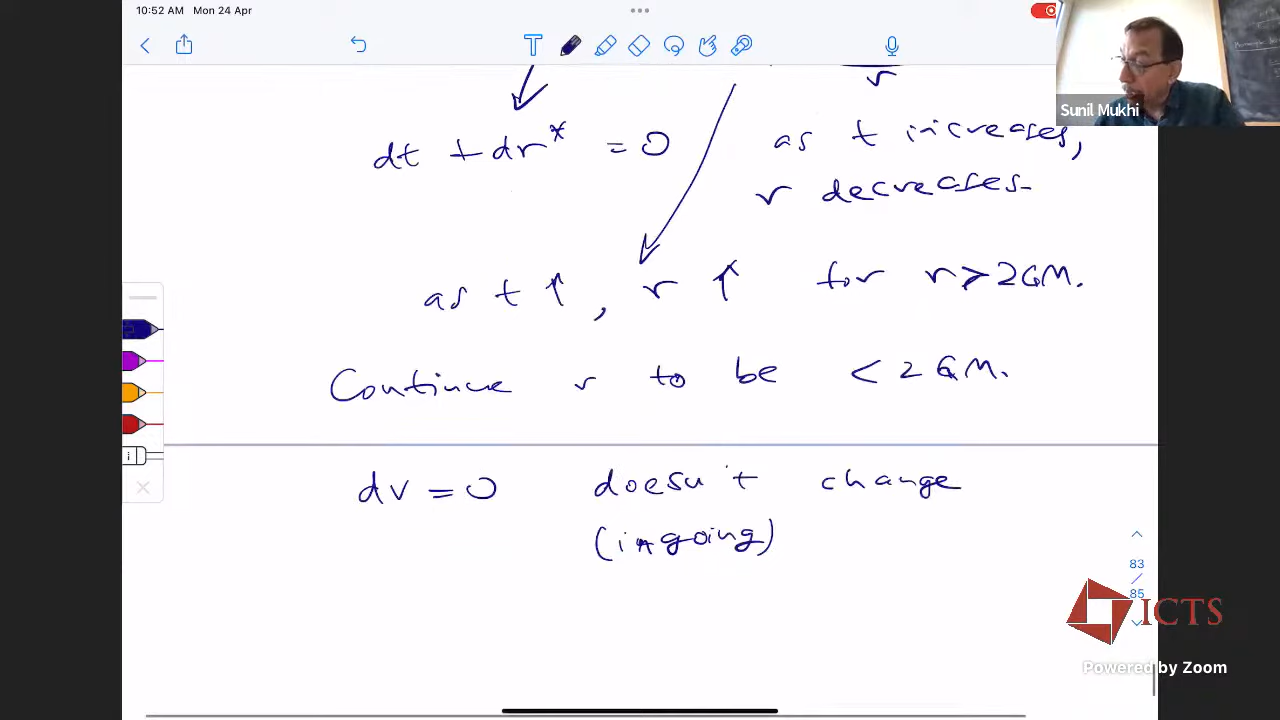 10:52 AM Mon 24 Apr
Sunil Mukhi
r
dt + dr* = 0
as t increases,
r decreases.
as t ↑, r ↑ for r > 2GM.
Continue r to be < 2GM.
dv = 0 doesn't change
(ingoing)
83
/
85
ICTS
Powered by Zoom